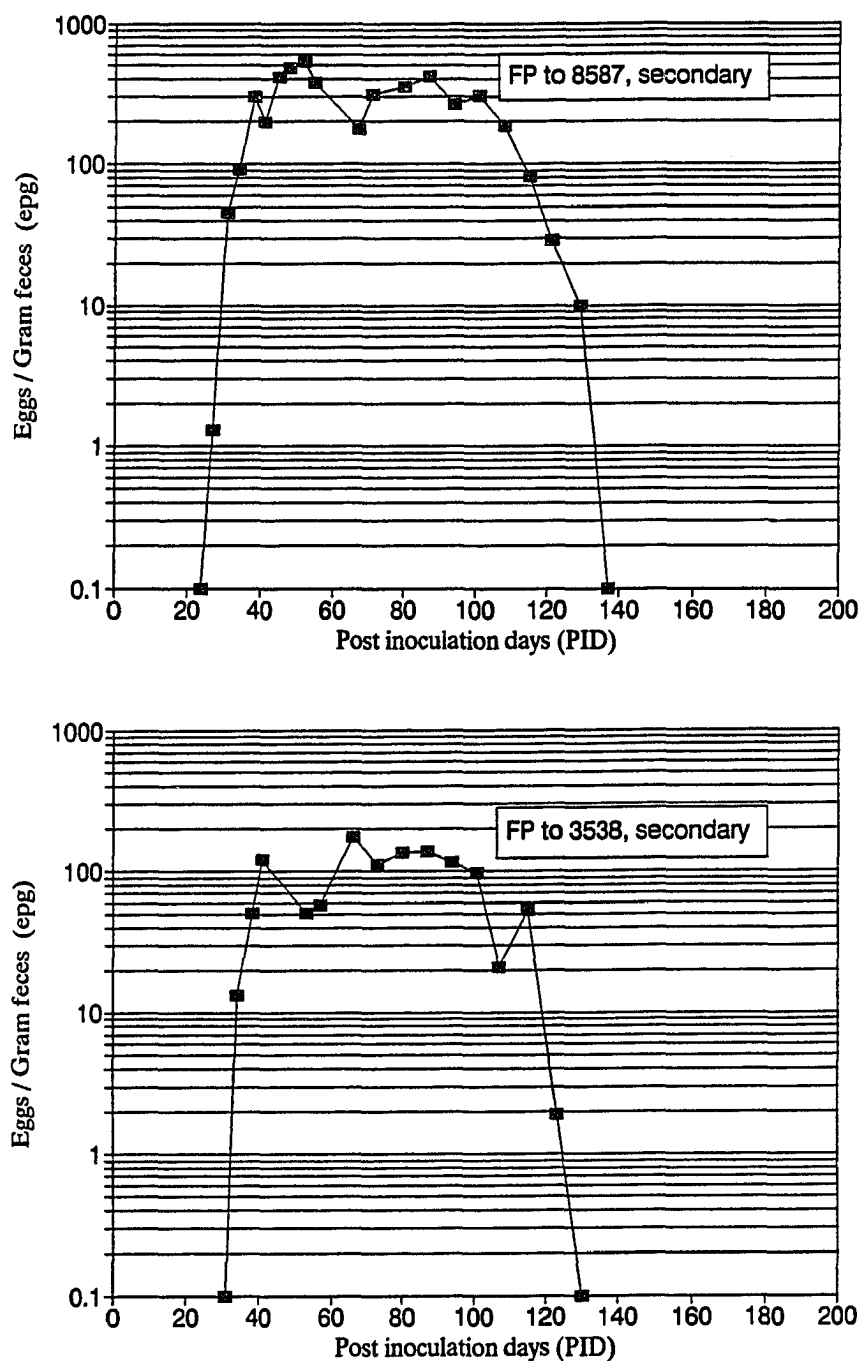 1000
FP to 8587, secondary
100
10
1
0.1
Eggs / Gram feces (epg)
0 20 40 60 80 100 120 140 160 180 200
Post inoculation days (PID)
1000
FP to 3538, secondary
100
10
1
0.1
Eggs / Gram feces (epg)
0 20 40 60 80 100 120 140 160 180 200
Post inoculation days (PID)